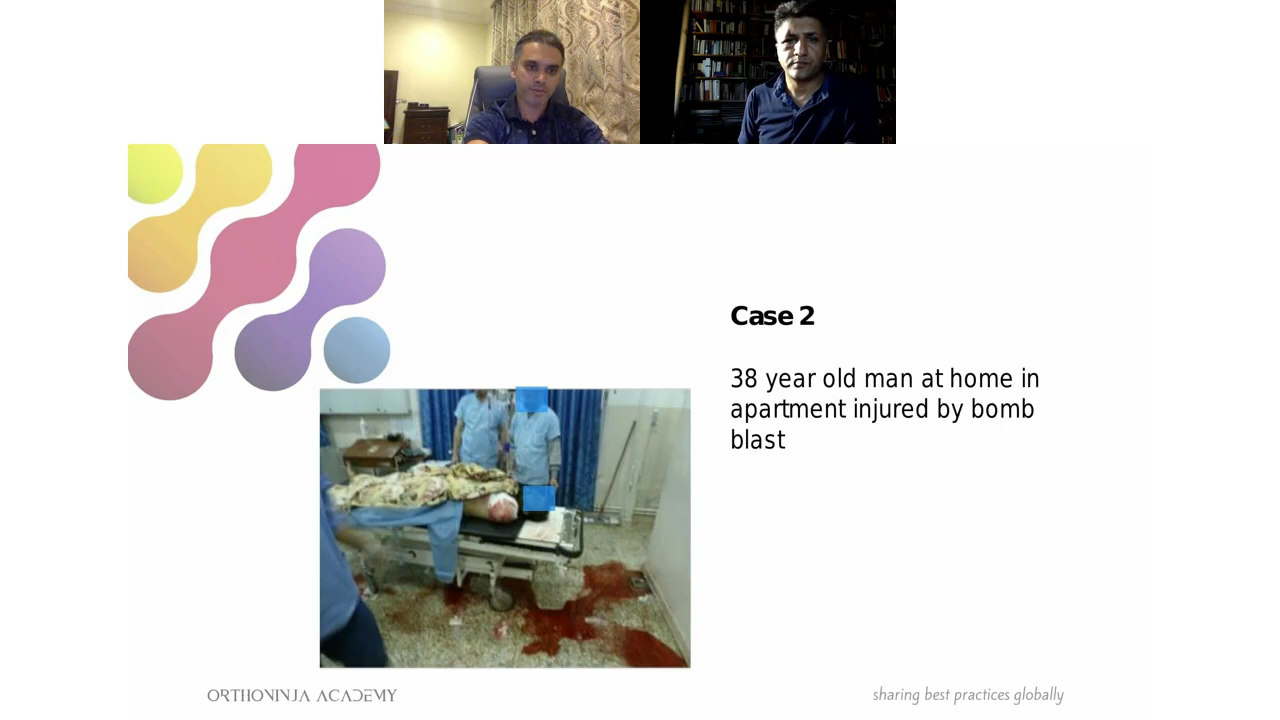 Case 2
38 year old man at home in
apartment injured by bomb
blast
ORTHONINJA ACADEMY
sharing best practices globally